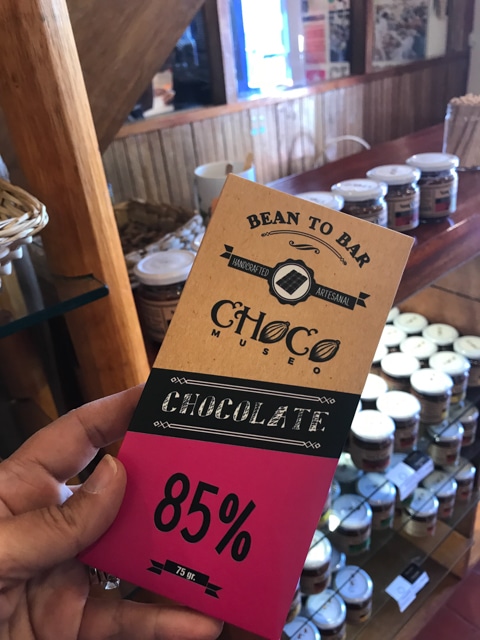 BEAN TO BAR
HANDCRAFTED ARTESANAL
CHOCO
MUSEO
CHOCOLATE
85%
75 gr.